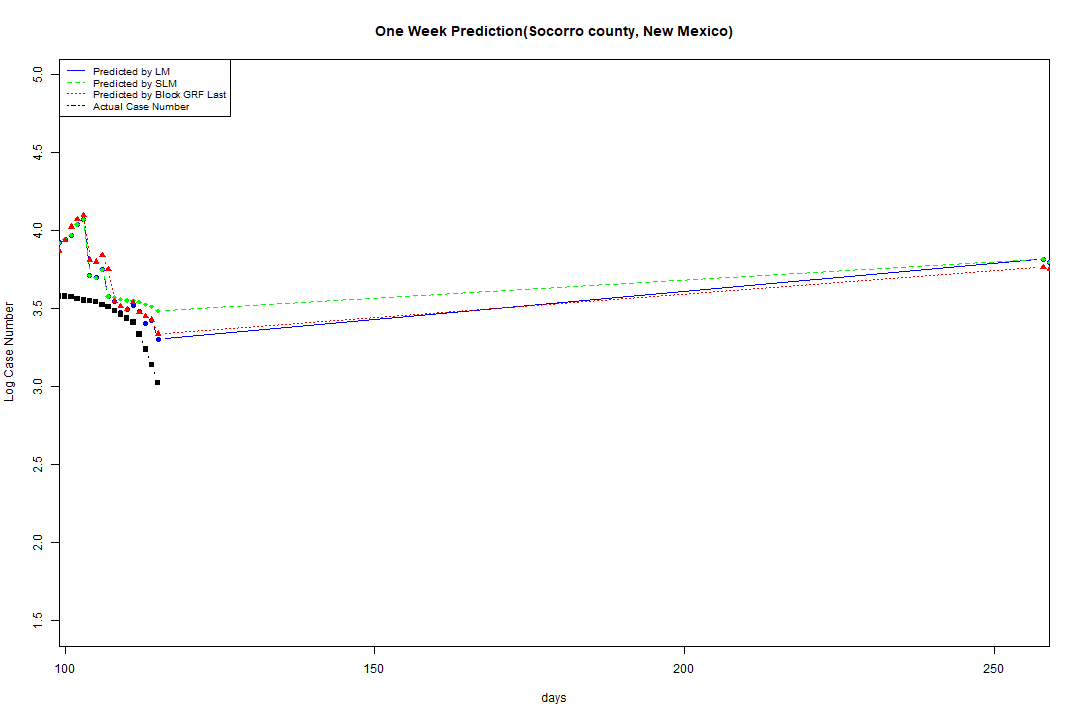 One Week Prediction(Socorro county, New Mexico)
Predicted by LM
Predicted by SLM
Predicted by Block GRF Last
Actual Case Number
5.0
4.5
4.0
3.5
3.0
2.5
2.0
1.5
Log Case Number
100 150 200 250
days